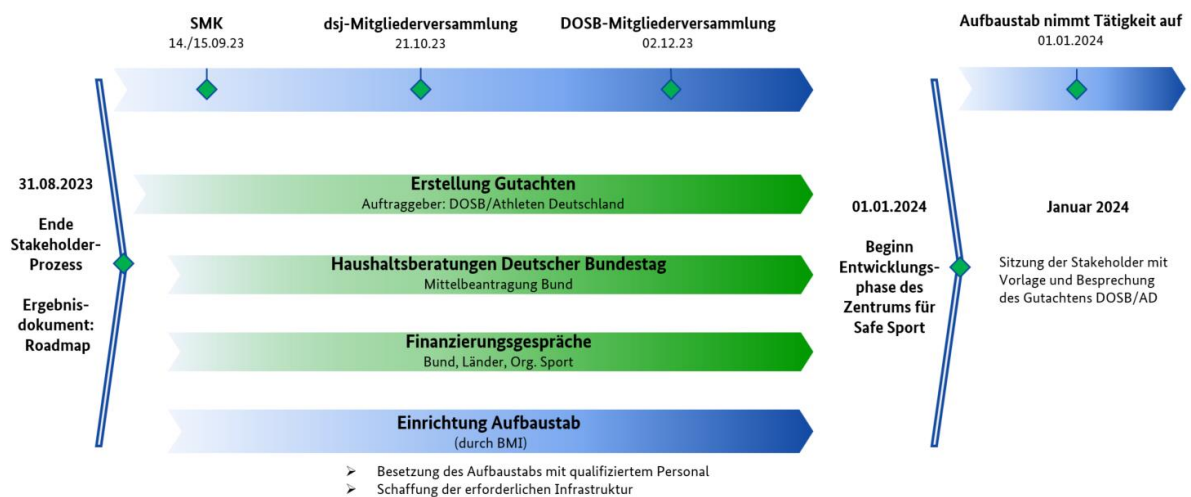 SMK
14./15.09.23
dsj-Mitgliederversammlung
21.10.23
DOSB-Mitgliederversammlung
02.12.23
Aufbaustab nimmt Tätigkeit auf
01.01.2024
31.08.2023
Ende
Stakeholder-
Prozess
Ergebnis-
dokument:
Roadmap
Erstellung Gutachten
Auftraggeber: DOSB/Athleten Deutschland
Haushaltsberatungen Deutscher Bundestag
Mittelbeantragung Bund
Finanzierungsgespräche
Bund, Länder, Org. Sport
Einrichtung Aufbaustab
(durch BMI)
➢ Besetzung des Aufbaustabs mit qualifiziertem Personal
➢ Schaffung der erforderlichen Infrastruktur
01.01.2024
Beginn
Entwicklungs-
phase des
Zentrums für
Safe Sport
Januar 2024
Sitzung der Stakeholder mit
Vorlage und Besprechung
des Gutachtens DOSB/AD